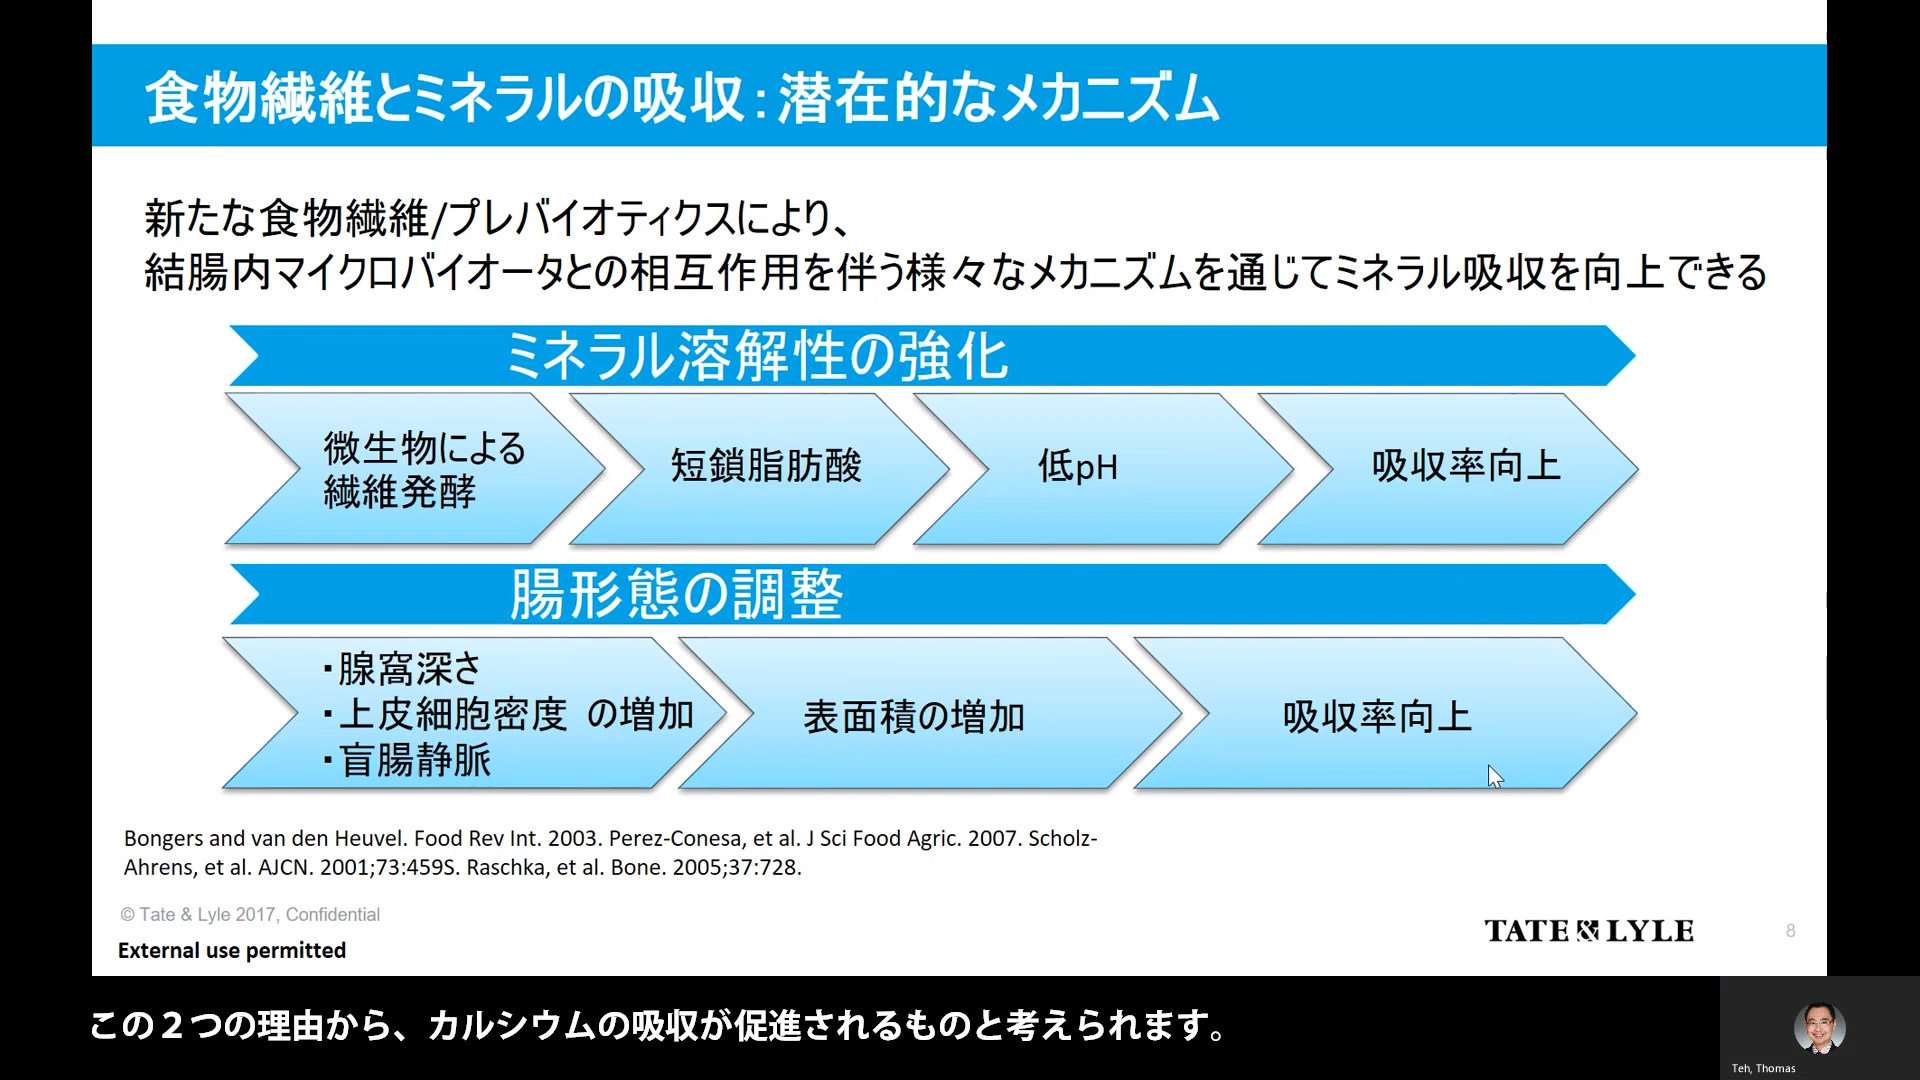 食物繊維とミネラルの吸収：潜在的なメカニズム
新たな食物繊維/プレバイオティクスにより、
結腸内マイクロバイオータとの相互作用を伴う様々なメカニズムを通じてミネラル吸収を向上できる
ミネラル溶解性の強化
微生物による
繊維発酵
短鎖脂肪酸
低pH
吸収率向上
腸形態の調整
・腺窩深さ
・上皮細胞密度 の増加
・盲腸静脈
表面積の増加
吸収率向上
Bongers and van den Heuvel. Food Rev Int. 2003. Perez-Conesa, et al. J Sci Food Agric. 2007. Scholz-
Ahrens, et al. AJCN. 2001;73:459S. Raschka, et al. Bone. 2005;37:728.
© Tate & Lyle 2017, Confidential
External use permitted
TATE & LYLE
8
この２つの理由から、カルシウムの吸収が促進されるものと考えられます。
Teh, Thomas